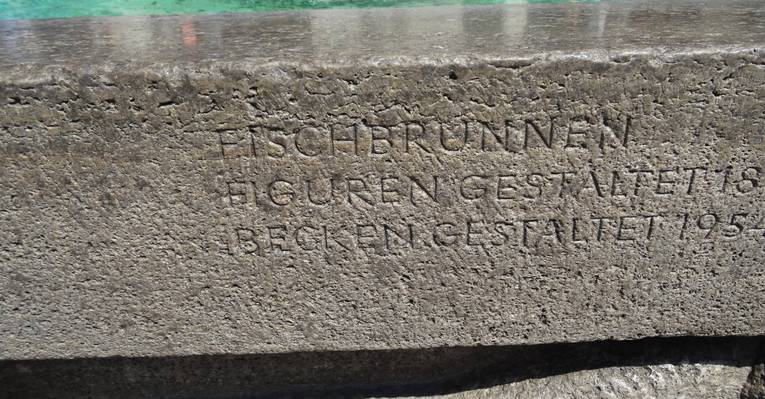 FISCHBRUNNEN
FIGUREN GESTALTET 18
BECKEN GESTALTET 1954